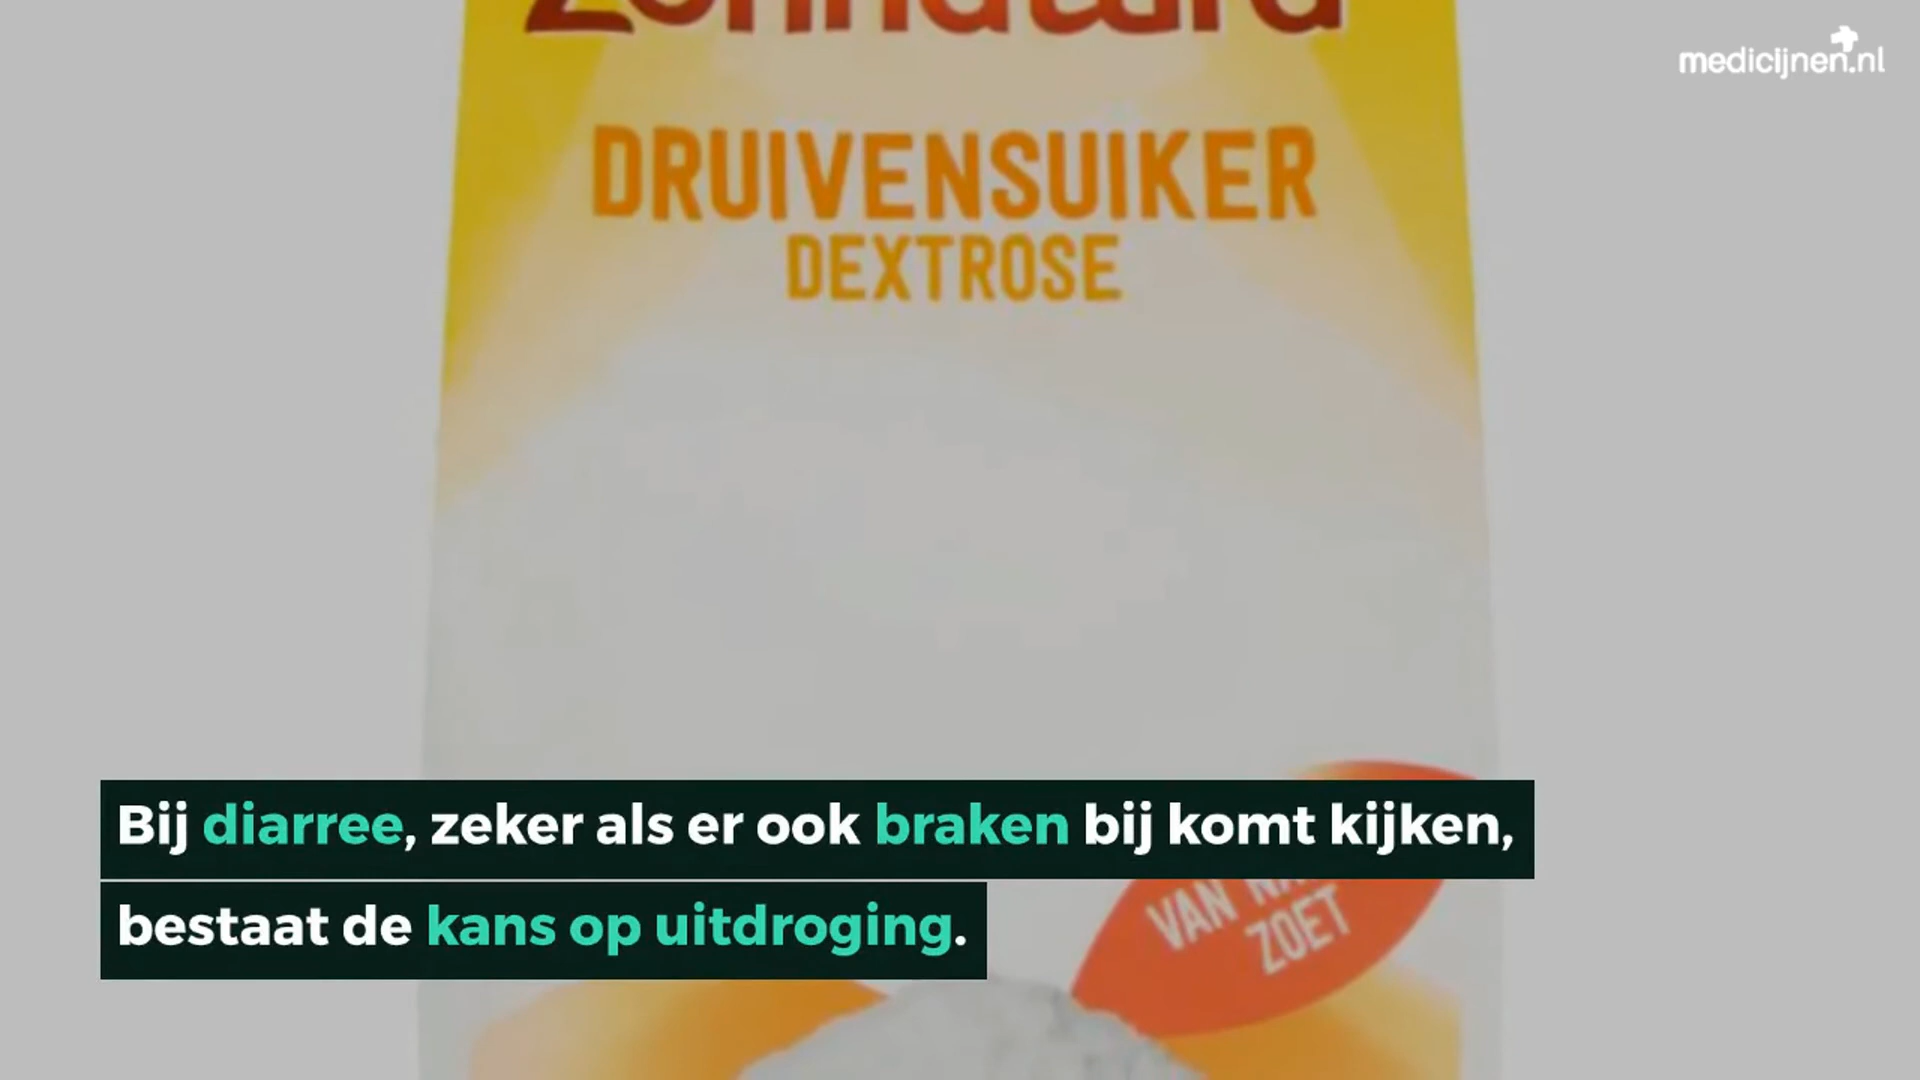 medicijnen.nl
DRUIVENSUIKER
DEXTROSE
Bij diarree, zeker als er ook braken bij komt kijken,
bestaat de kans op uitdroging.
VAN
ZOET